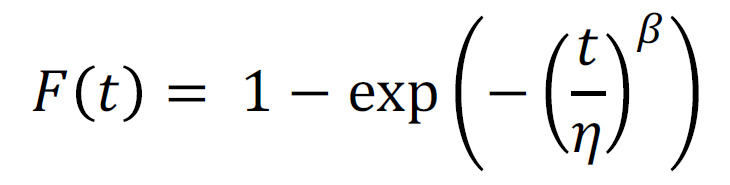 F(t) = 1 − exp(−(t/η)^β)